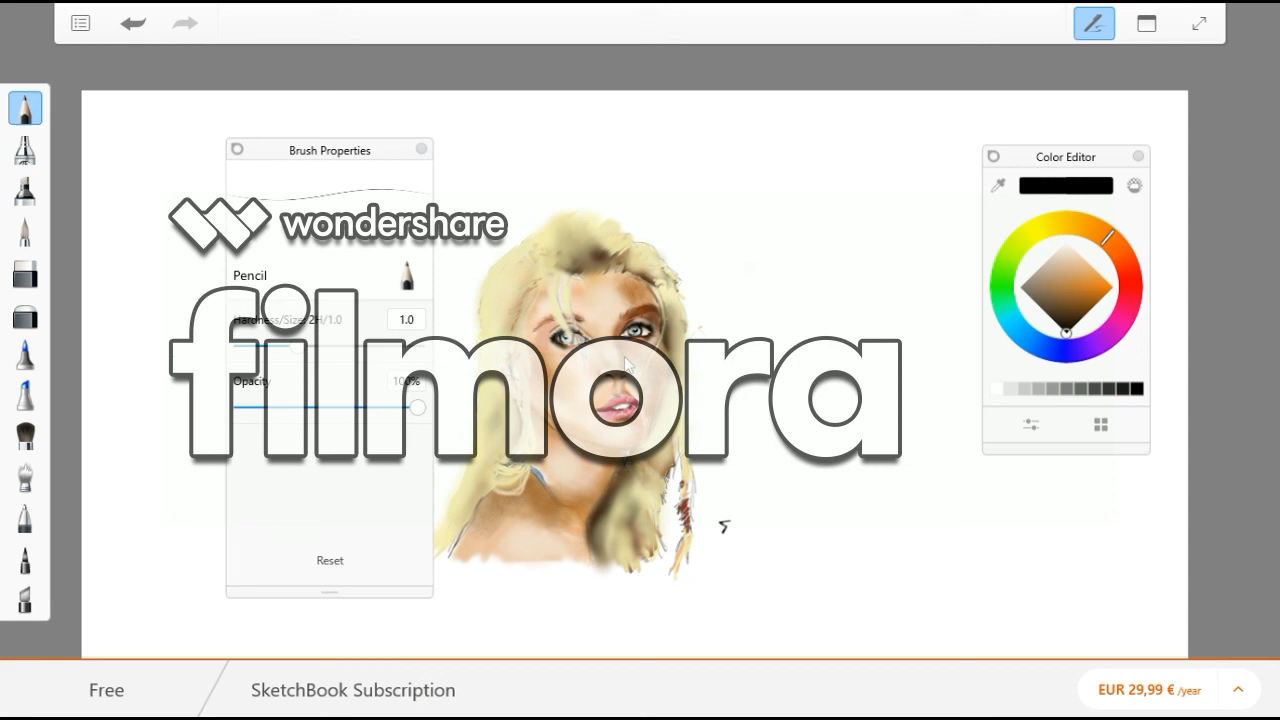 Brush Properties
Color Editor
wondershare
Pencil
filmora
Hardness/Size/2H/1.0
1.0
Opacity
100%
Reset
Free
SketchBook Subscription
EUR 29,99 € /year